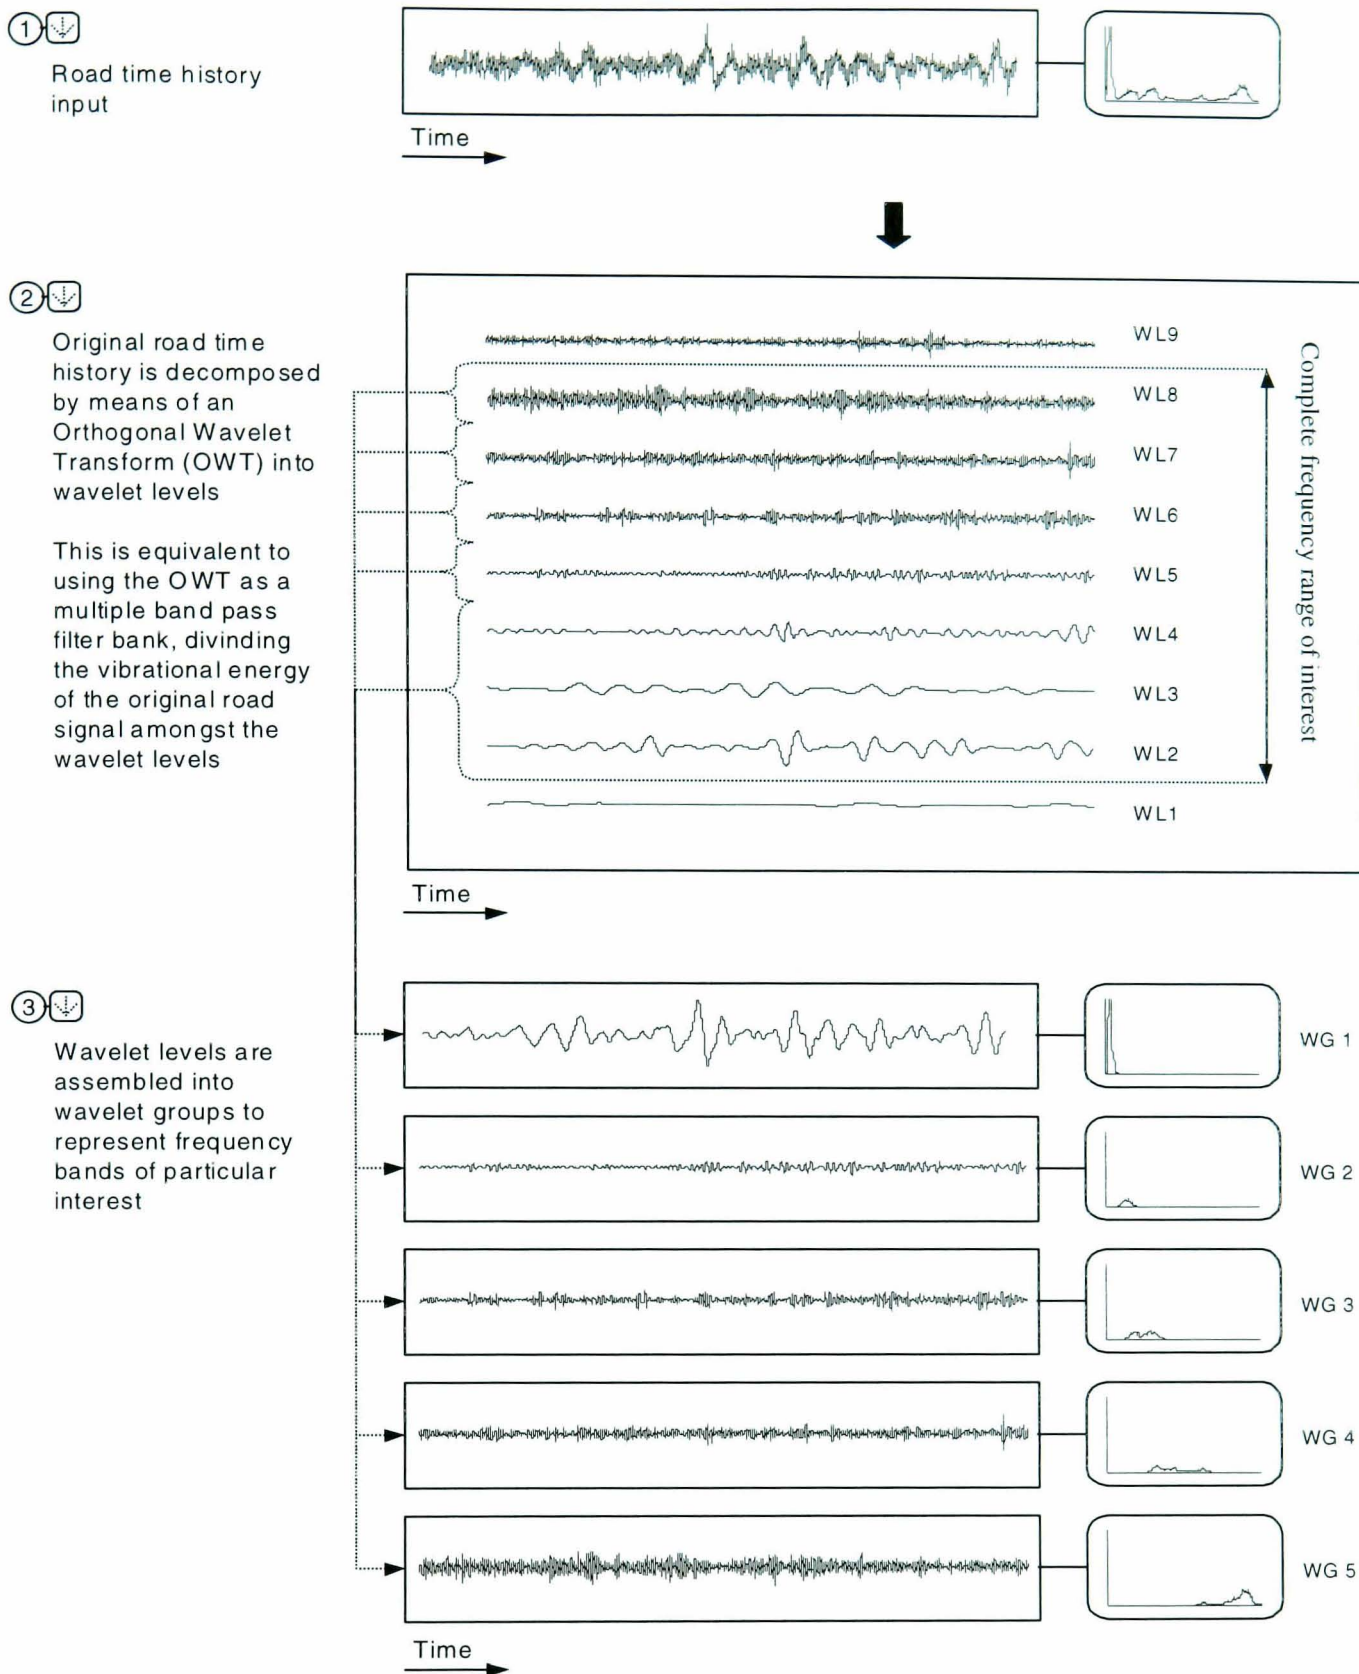 1
Road time history
input
Time
2
Original road time
history is decomposed
by means of an
Orthogonal Wavelet
Transform (OWT) into
wavelet levels
This is equivalent to
using the OWT as a
multiple band pass
filter bank, divinding
the vibrational energy
of the original road
signal amongst the
wavelet levels
WL9
WL8
WL7
WL6
WL5
WL4
WL3
WL2
WL1
Complete frequency range of interest
Time
3
Wavelet levels are
assembled into
wavelet groups to
represent frequency
bands of particular
interest
WG 1
WG 2
WG 3
WG 4
WG 5
Time